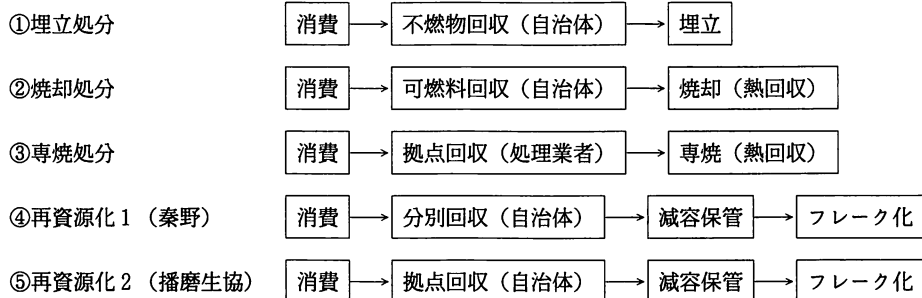 ①埋立処分 消費 → 不燃物回収（自治体） → 埋立
②焼却処分 消費 → 可燃料回収（自治体） → 焼却（熱回収）
③専焼処分 消費 → 拠点回収（処理業者） → 専焼（熱回収）
④再資源化1（秦野） 消費 → 分別回収（自治体） → 減容保管 → フレーク化
⑤再資源化2（播磨生協） 消費 → 拠点回収（自治体） → 減容保管 → フレーク化